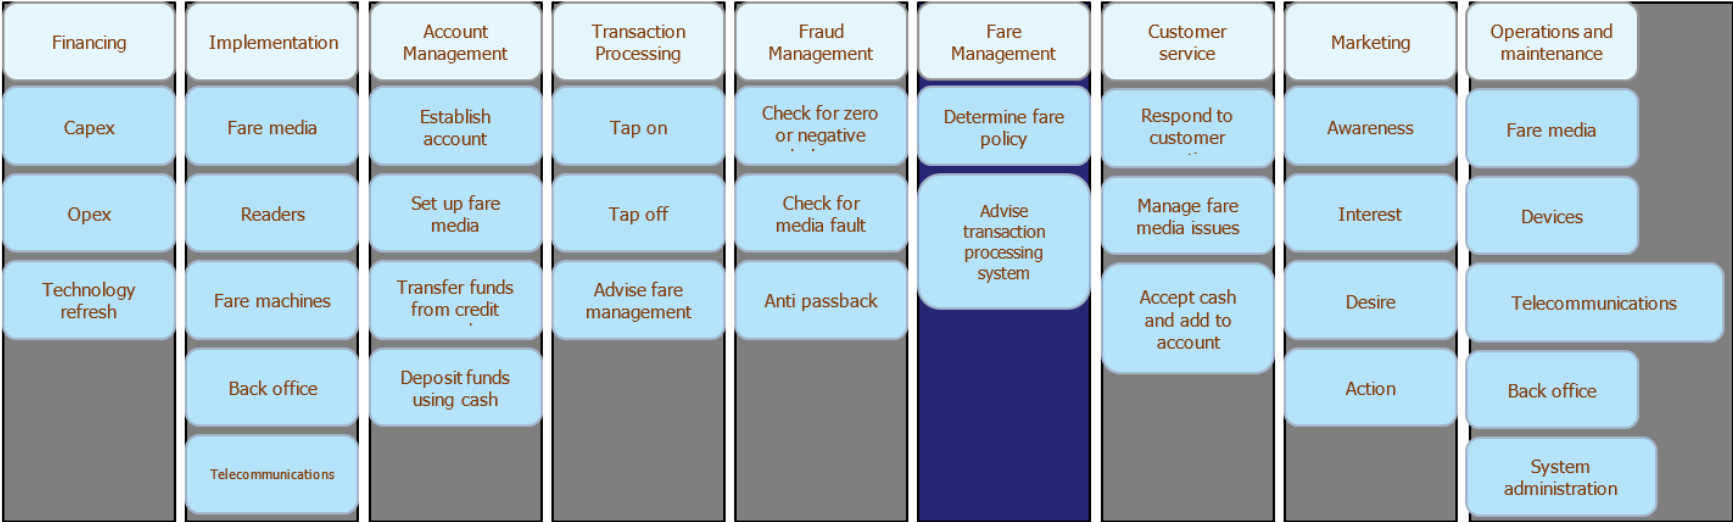 Financing
Capex
Opex
Technology
refresh
Implementation
Fare media
Readers
Fare machines
Back office
Telecommunications
Account
Management
Establish
account
Set up fare
media
Transfer funds
from credit
Deposit funds
using cash
Transaction
Processing
Tap on
Tap off
Advise fare
management
Fraud
Management
Check for zero
or negative
Check for
media fault
Anti passback
Fare
Management
Determine fare
policy
Advise
transaction
processing
system
Customer
service
Respond to
customer
Manage fare
media issues
Accept cash
and add to
account
Marketing
Awareness
Interest
Desire
Action
Operations and
maintenance
Fare media
Devices
Telecommunications
Back office
System
administration